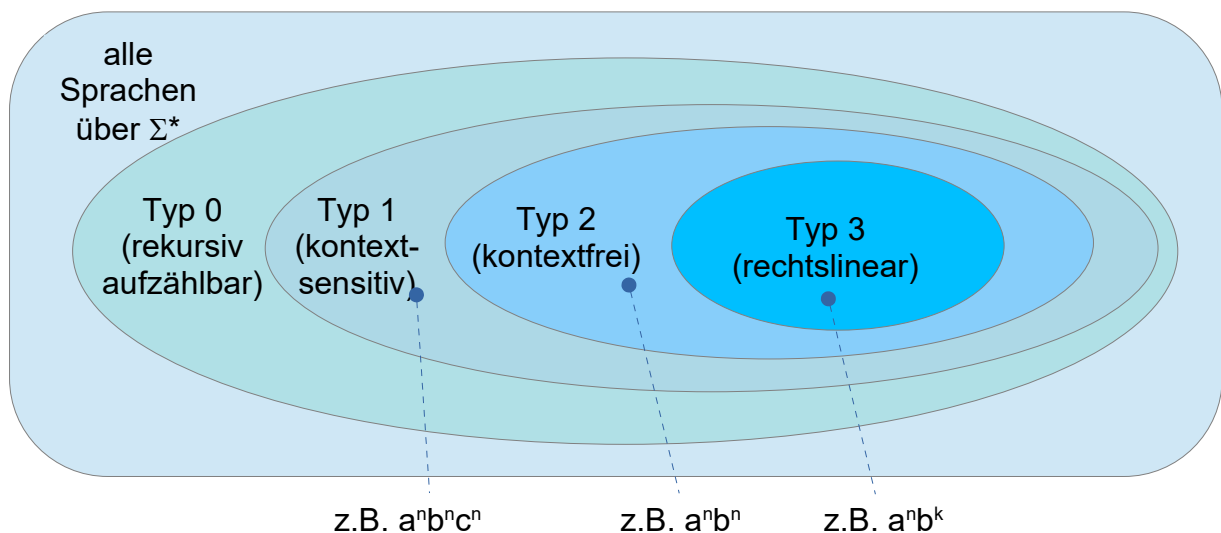 alle
Sprachen
über Σ*
Typ 0
(rekursiv
aufzählbar)
Typ 1
(kontext-
sensitiv)
Typ 2
(kontextfrei)
Typ 3
(rechtslinear)
z.B. aⁿbⁿcⁿ
z.B. aⁿbⁿ
z.B. aⁿbᵏ